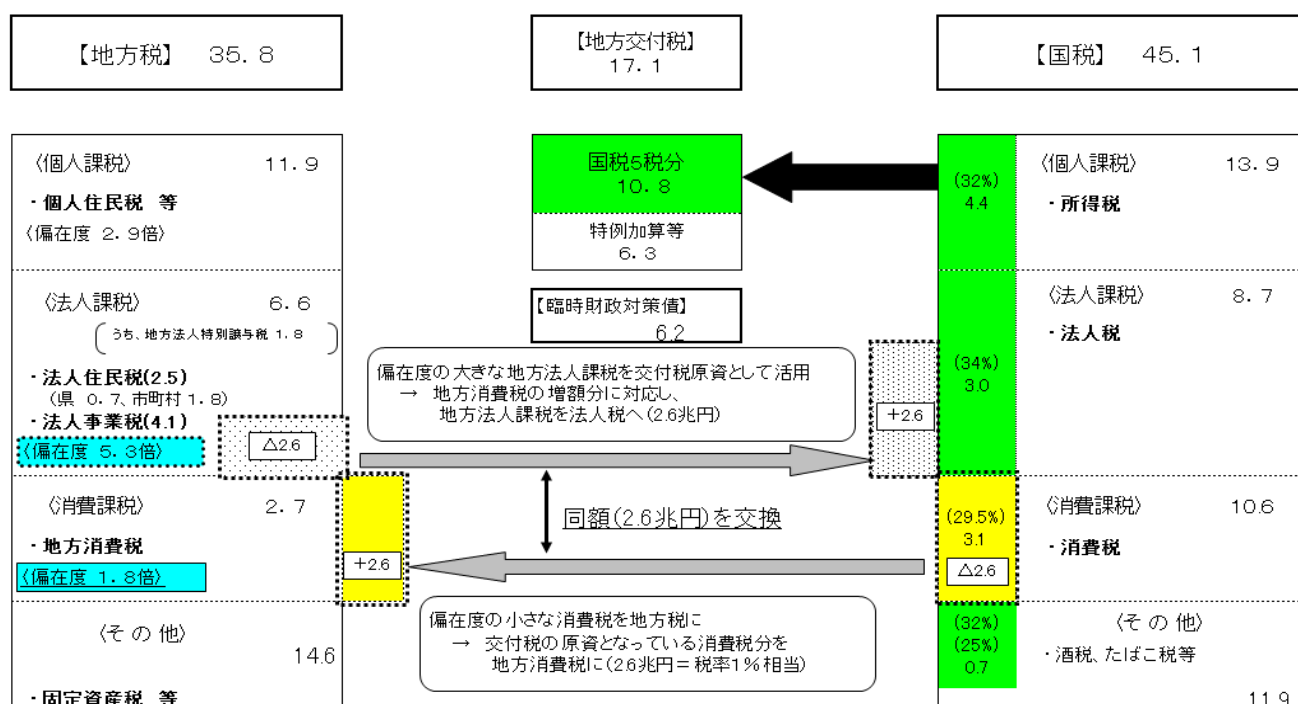 【地方税】 35.8
【地方交付税】
17.1
【国税】 45.1
〈個人課税〉 11.9
・個人住民税 等
〈偏在度 2.9倍〉
〈法人課税〉 6.6
うち、地方法人特別譲与税 1.8
・法人住民税(2.5)
(県 0.7、市町村 1.8)
・法人事業税(4.1)
〈偏在度 5.3倍〉
△2.6
〈消費課税〉 2.7
・地方消費税
〈偏在度 1.8倍〉
+2.6
〈その他〉
14.6
・固定資産税 等
国税5税分
10.8
特例加算等
6.3
【臨時財政対策債】
6.2
偏在度の大きな地方法人課税を交付税原資として活用
→ 地方消費税の増額分に対応し、
地方法人課税を法人税へ(2.6兆円)
同額(2.6兆円)を交換
偏在度の小さな消費税を地方税に
→ 交付税の原資となっている消費税分を
地方消費税に(2.6兆円=税率1%相当)
(32%)
4.4
〈個人課税〉 13.9
・所得税
(34%)
3.0
+2.6
〈法人課税〉 8.7
・法人税
(29.5%)
3.1
△2.6
〈消費課税〉 10.6
・消費税
(32%)
(25%)
0.7
〈その他〉
・酒税、たばこ税等
11.9